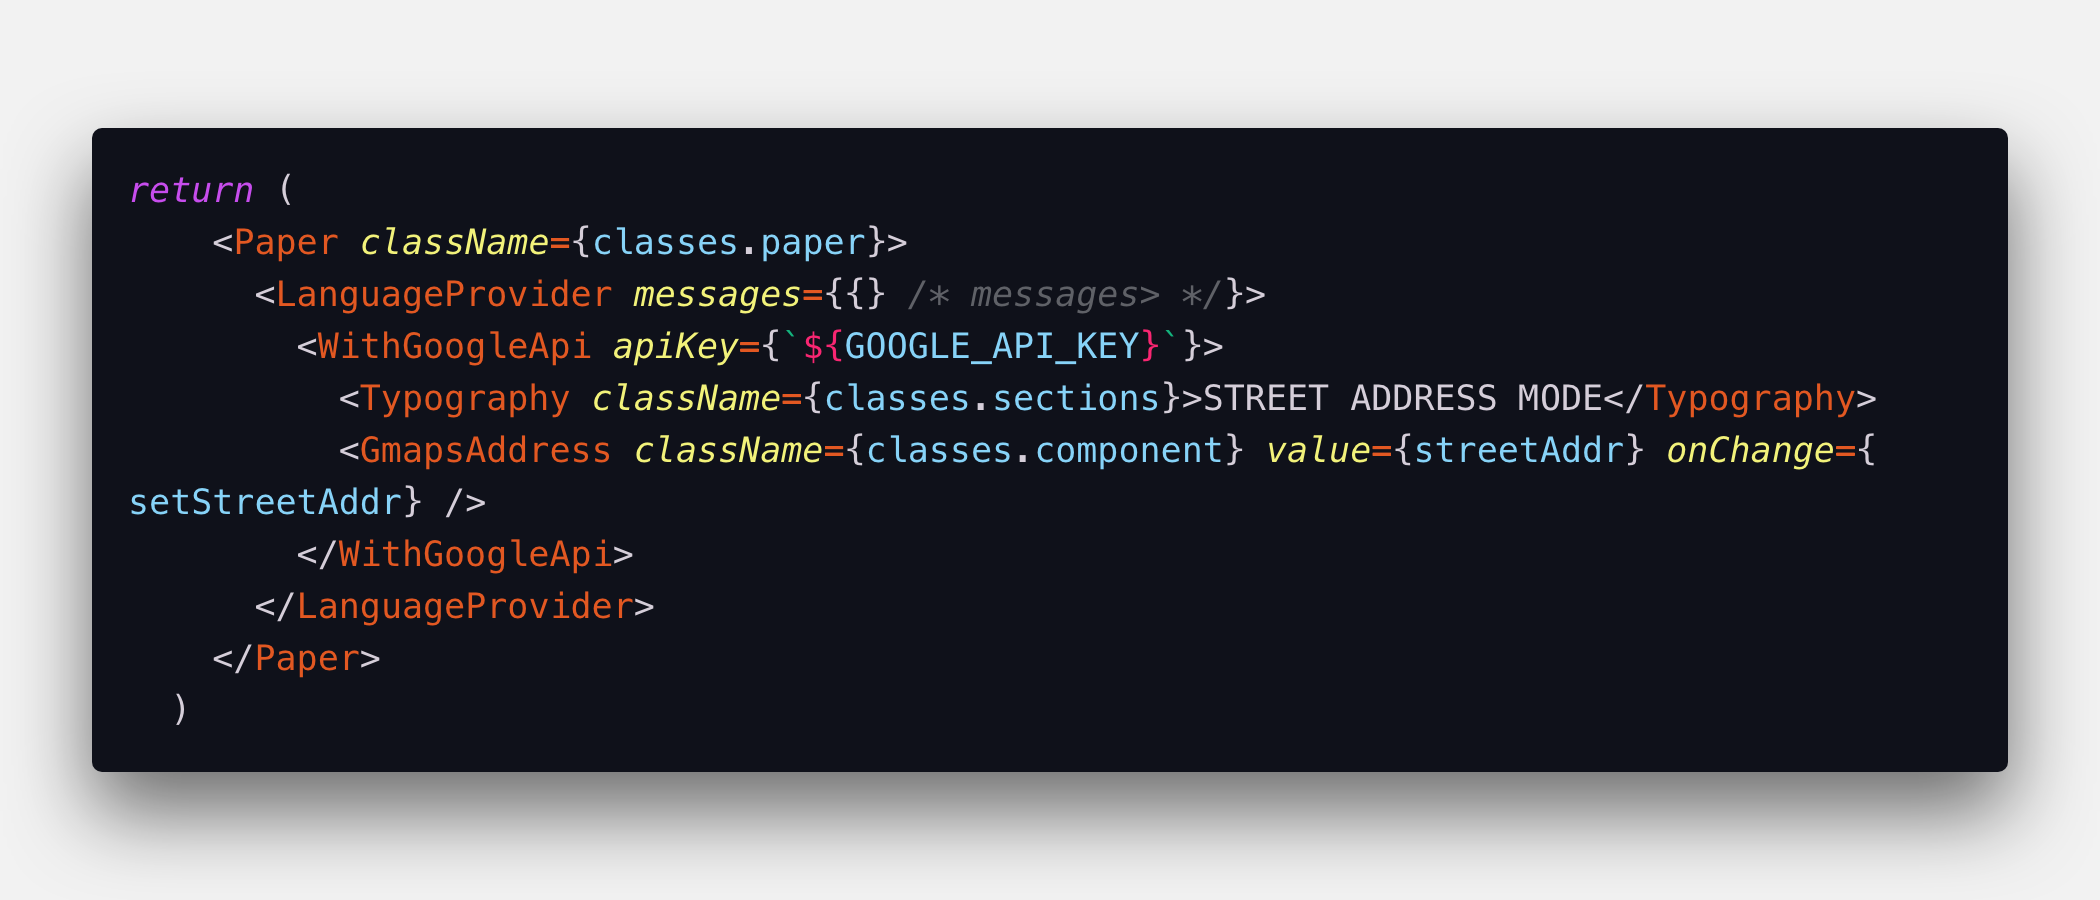 return (
    <Paper className={classes.paper}>
      <LanguageProvider messages={{} /* messages> */}>
        <WithGoogleApi apiKey={`${GOOGLE_API_KEY}`}>
          <Typography className={classes.sections}>STREET ADDRESS MODE</Typography>
          <GmapsAddress className={classes.component} value={streetAddr} onChange={
setStreetAddr} />
        </WithGoogleApi>
      </LanguageProvider>
    </Paper>
  )